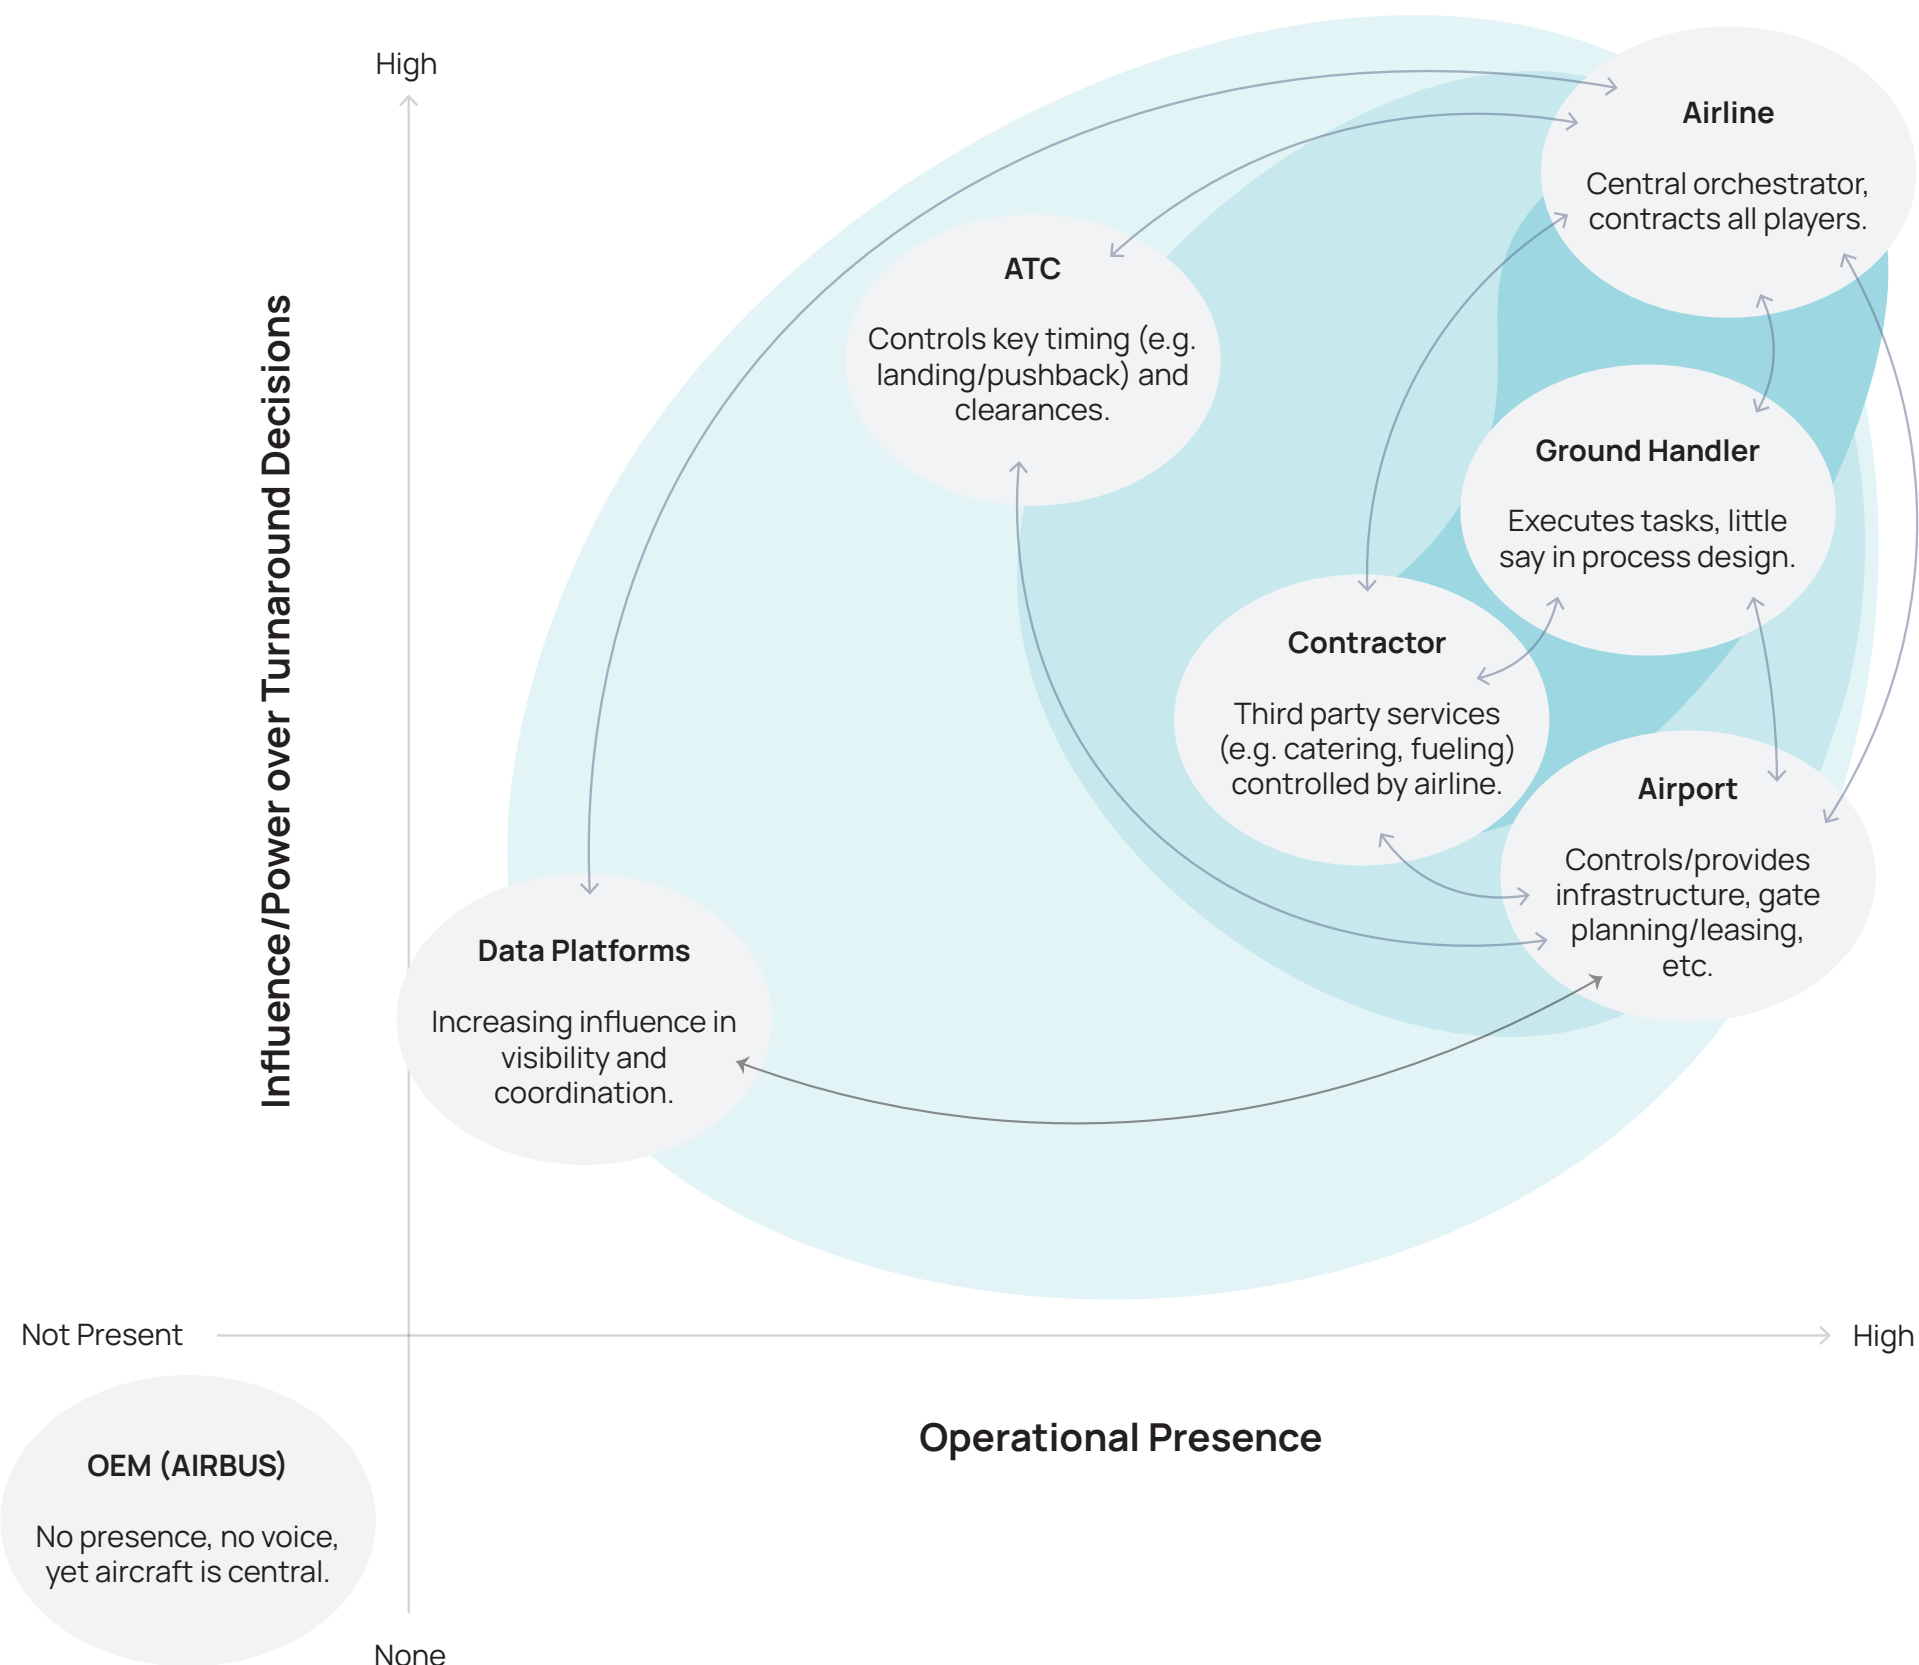 High
Influence/Power over Turnaround Decisions
Airline
Central orchestrator,
contracts all players.
ATC
Controls key timing (e.g.
landing/pushback) and
clearances.
Ground Handler
Executes tasks, little
say in process design.
Contractor
Third party services
(e.g. catering, fueling)
controlled by airline.
Airport
Controls/provides
infrastructure, gate
planning/leasing,
etc.
Data Platforms
Increasing influence in
visibility and
coordination.
Not Present
High
Operational Presence
OEM (AIRBUS)
No presence, no voice,
yet aircraft is central.
None